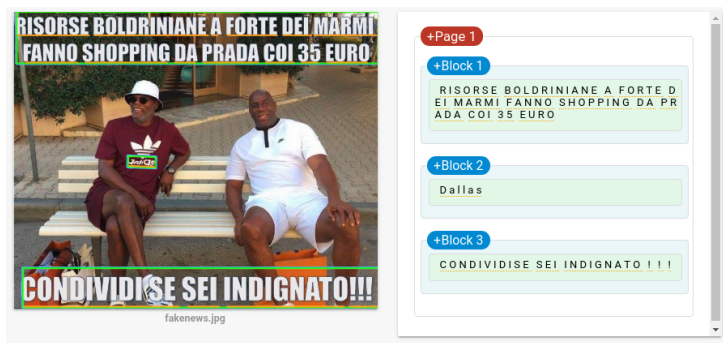 RISORSE BOLDRINIANE A FORTE DEI MARMI
FANNO SHOPPING DA PRADA COI 35 EURO
CONDIVIDISE SEI INDIGNATO!!!
fakenews.jpg
+Page 1
+Block 1
RISORSE BOLDRINIANE A FORTE D
EI MARMI FANNO SHOPPING DA PR
ADA COI 35 EURO
+Block 2
Dallas
+Block 3
CONDIVIDISE SEI INDIGNATO ! ! !